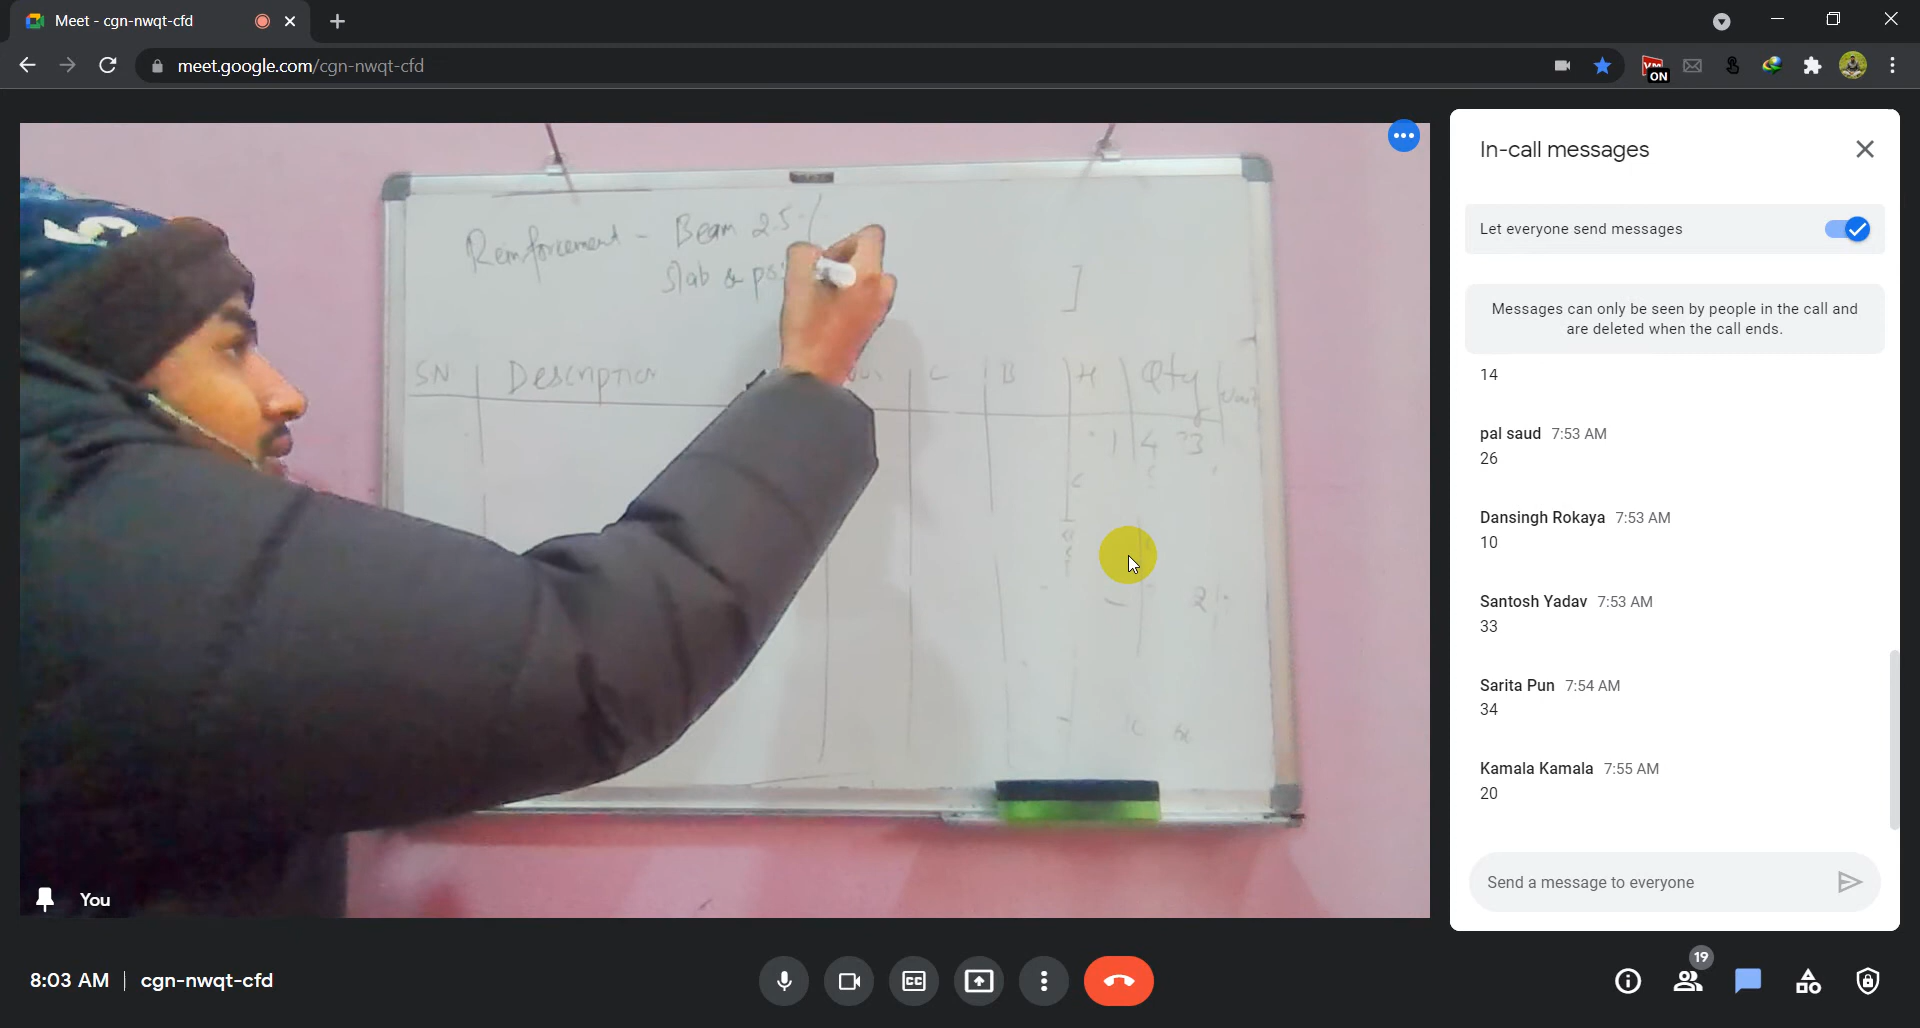 Meet - cgn-nwqt-cfd
meet.google.com/cgn-nwqt-cfd
ON
Reinforcement - Beam 2.5%
Slab &
SN Description L B H Qty
2%
You
In-call messages
Let everyone send messages
Messages can only be seen by people in the call and
are deleted when the call ends.
14
pal saud 7:53 AM
26
Dansingh Rokaya 7:53 AM
10
Santosh Yadav 7:53 AM
33
Sarita Pun 7:54 AM
34
Kamala Kamala 7:55 AM
20
Send a message to everyone
8:03 AM | cgn-nwqt-cfd
CC
19